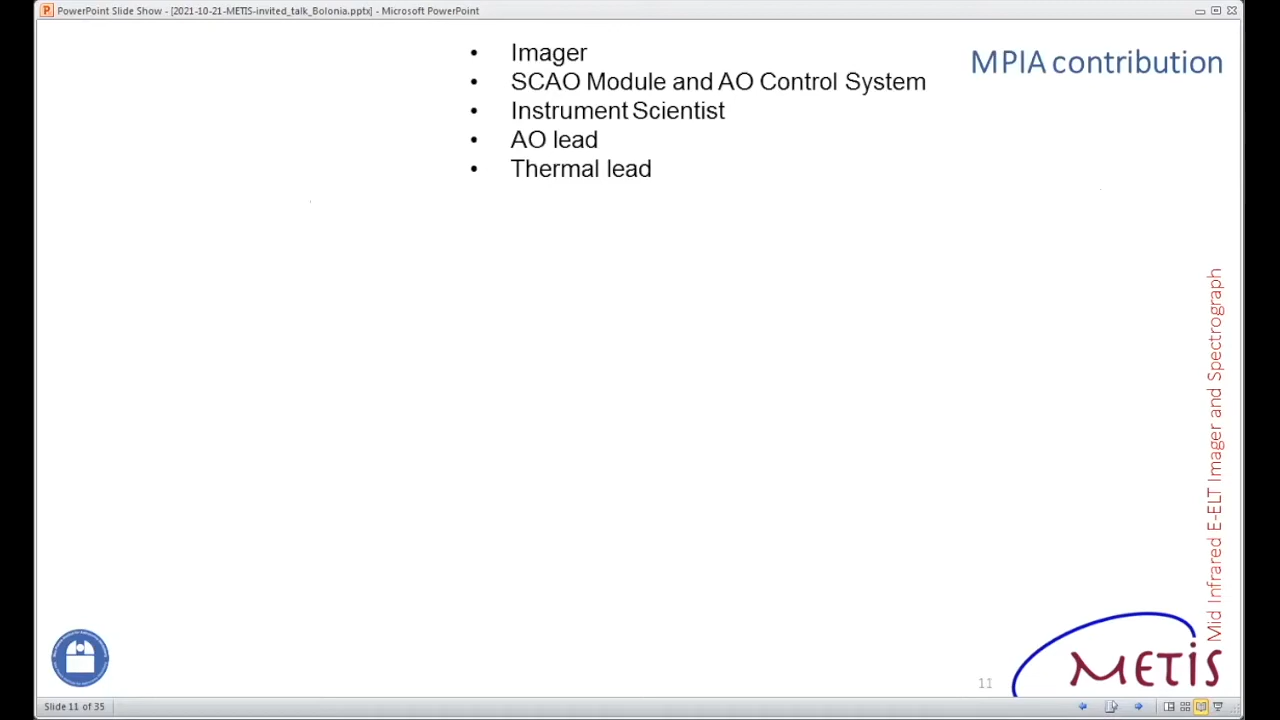 PowerPoint Slide Show - [2021-10-21-METIS-invited_talk_Bolonia.pptx] - Microsoft PowerPoint
MPIA contribution
• Imager
• SCAO Module and AO Control System
• Instrument Scientist
• AO lead
• Thermal lead
Mid Infrared E-ELT Imager and Spectrograph
METIS
11
Slide 11 of 35